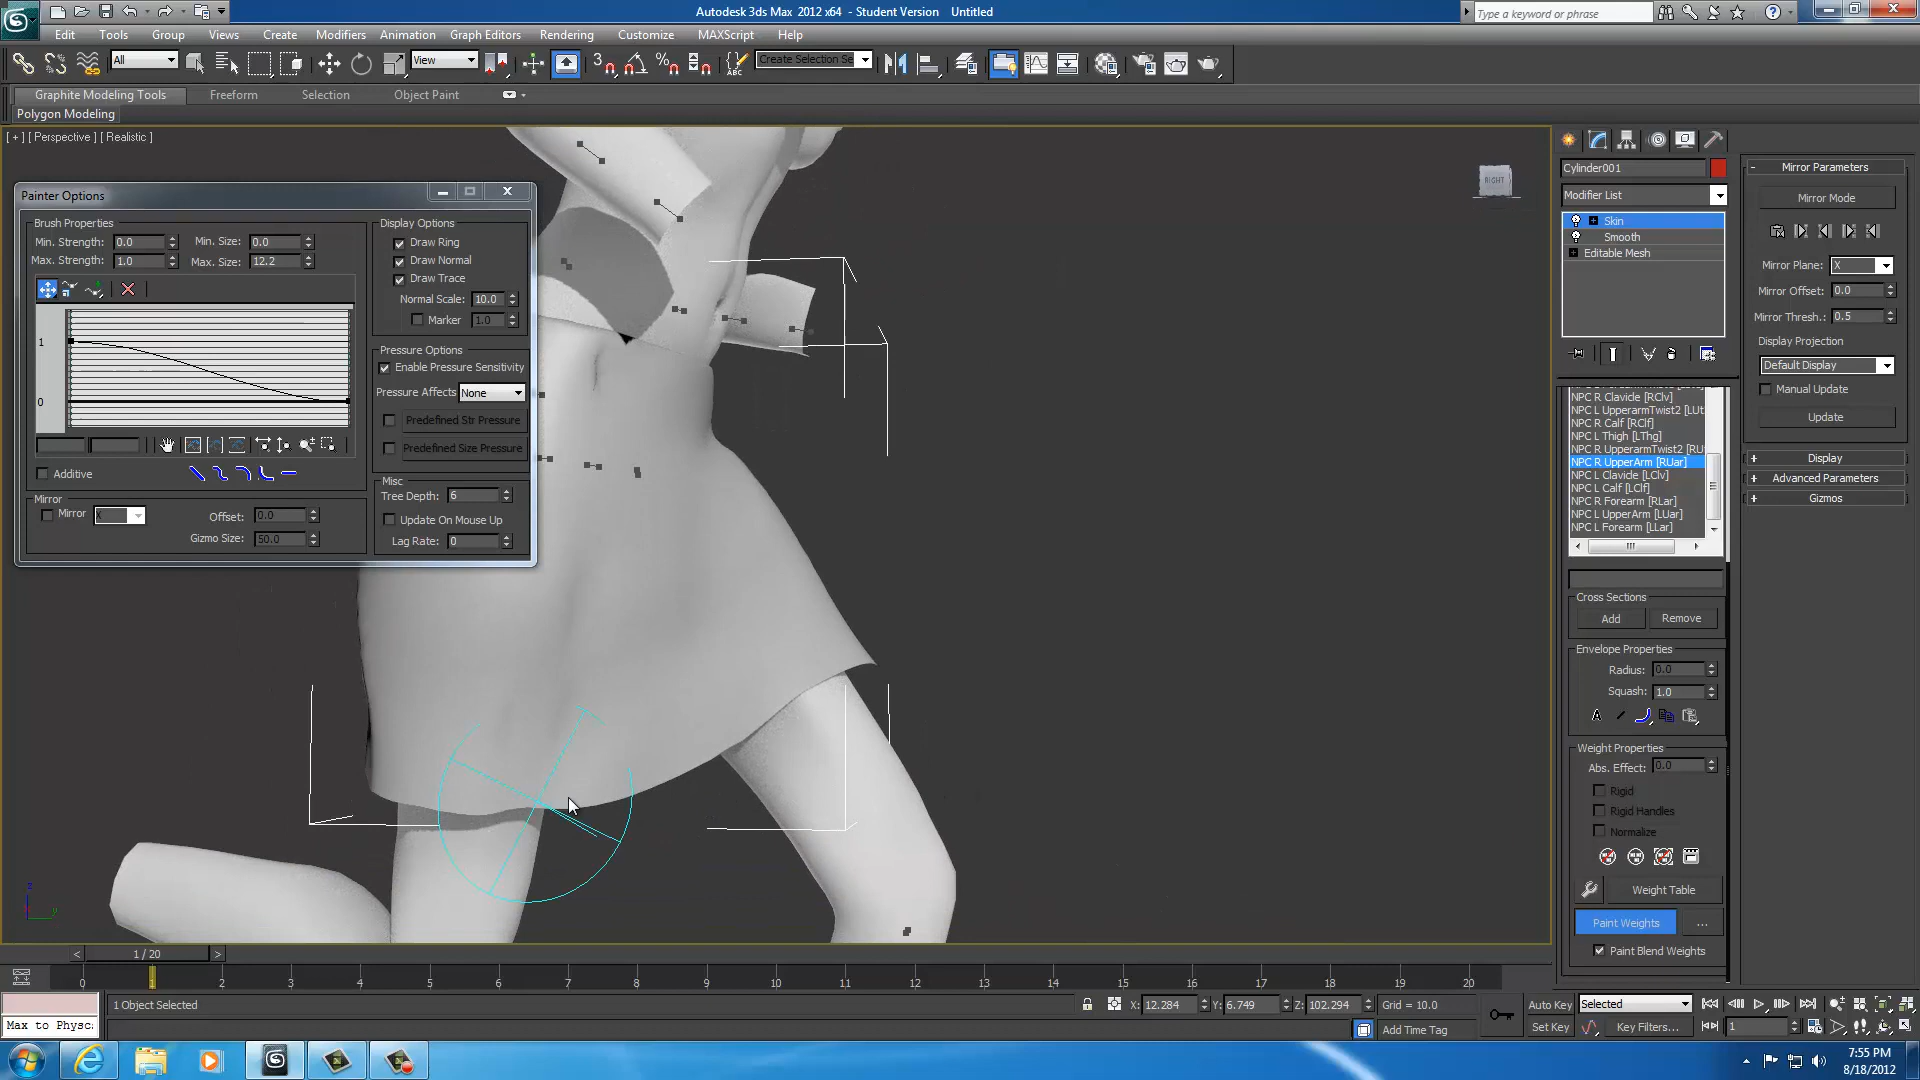 Autodesk 3ds Max 2012 x64 - Student Version Untitled
Type a keyword or phrase
Edit Tools Group Views Create Modifiers Animation Graph Editors Rendering Customize MAXScript Help
All
View
Create Selection Se
Graphite Modeling Tools Freeform Selection Object Paint
Polygon Modeling
[ + ] [ Perspective ] [ Realistic ]
RIGHT
Painter Options
Brush Properties
Min. Strength: 0.0 Min. Size: 0.0
Max. Strength: 1.0 Max. Size: 12.2
1
0
Additive
Mirror
Mirror X Offset: 0.0
Gizmo Size: 50.0
Display Options
Draw Ring
Draw Normal
Draw Trace
Normal Scale: 10.0
Marker 1.0
Pressure Options
Enable Pressure Sensitivity
Pressure Affects None
Predefined Str Pressure
Predefined Size Pressure
Misc
Tree Depth: 6
Update On Mouse Up
Lag Rate: 0
Cylinder001
Modifier List
Skin
Smooth
Editable Mesh
NPC R Clavicle [RClv]
NPC L UpperarmTwist2 [LUt
NPC R Calf [RClf]
NPC L Thigh [LThg]
NPC R UpperarmTwist2 [RU
NPC R UpperArm [RUar]
NPC L Clavicle [LClv]
NPC L Calf [LClf]
NPC R Forearm [RLar]
NPC L UpperArm [LUar]
NPC L Forearm [LLar]
Cross Sections
Add Remove
Envelope Properties
Radius: 0.0
Squash: 1.0
A
Weight Properties
Abs. Effect: 0.0
Rigid
Rigid Handles
Normalize
Weight Table
Paint Weights ...
Paint Blend Weights
Mirror Parameters
Mirror Mode
Mirror Plane: X
Mirror Offset: 0.0
Mirror Thresh.: 0.5
Display Projection
Default Display
Manual Update
Update
Display
Advanced Parameters
Gizmos
z
y
< 1 / 20 >
0 1 2 3 4 5 6 7 8 9 10 11 12 13 14 15 16 17 18 19 20
1 Object Selected
X: 12.284 Y: 6.749 Z: 102.294 Grid = 10.0
Auto Key Selected
Max to Physc
Add Time Tag
Set Key Key Filters... 1
7:55 PM
8/18/2012